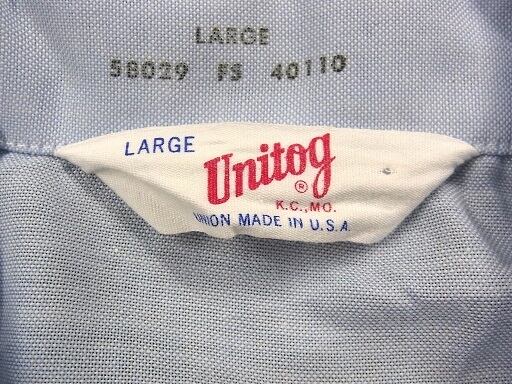 LARGE
58029 FS 40110
LARGE
Unitog
®
K.C., MO.
UNION MADE IN U.S.A.